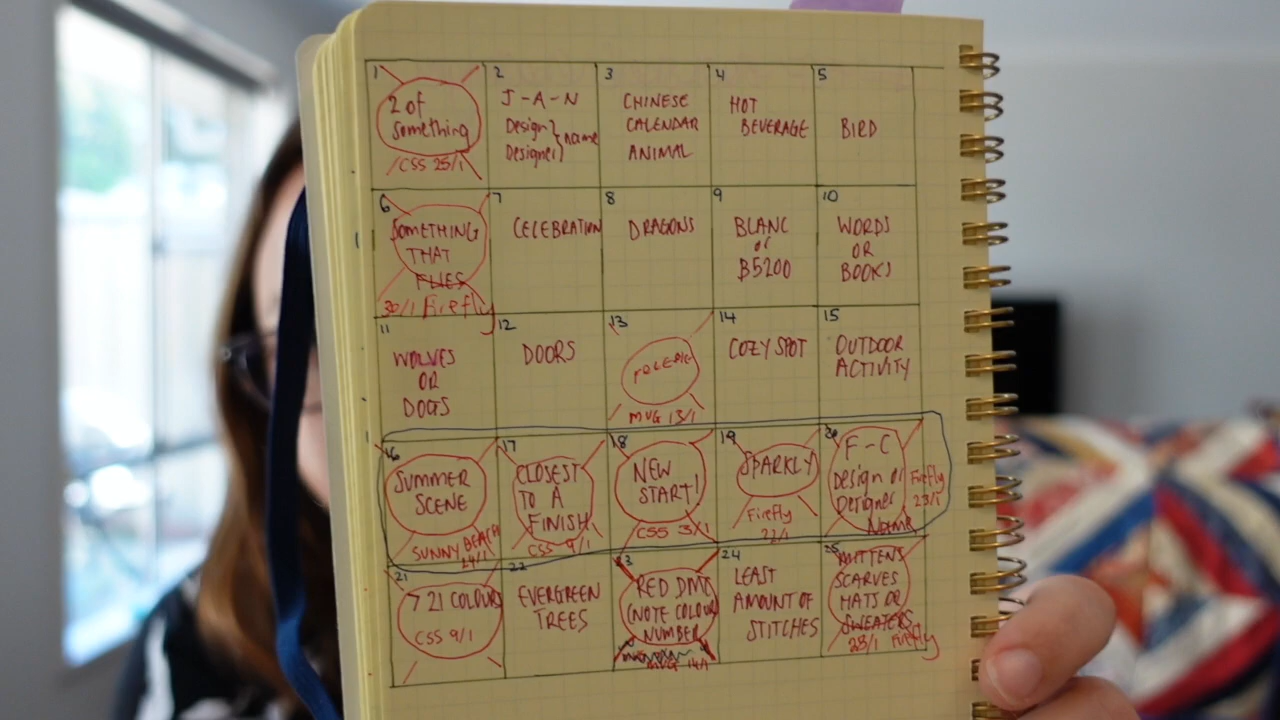 1
2 of
something
CSS 25/1
2
J-A-N
Design
Designer
} name
3
CHINESE
CALENDAR
ANIMAL
4
HOT
BEVERAGE
5
BIRD
6
SOMETHING
THAT
FLIES
30/1 Firefly
7
CELEBRATION
8
DRAGONS
9
BLANC
or
B5200
10
WORDS
OR
BOOKS
11
WOLVES
OR
DOGS
12
DOORS
13
MUG 13/1
14
COZY SPOT
15
OUTDOOR
ACTIVITY
16
SUMMER
SCENE
SUNNY BEACH
14/1
17
CLOSEST
TO A
FINISH
CSS 9/1
18
NEW
START!
CSS 3/1
19
SPARKLY
Firefly
22/1
20
F-C
Design or
Designer
Name
Firefly
23/1
21
7 21 COLOURS
CSS 9/1
22
EVERGREEN
TREES
23
RED DMC
(NOTE COLOUR
NUMBER
MUG 14/1
24
LEAST
AMOUNT OF
STITCHES
25
MITTENS
SCARVES
HATS OR
SWEATERS
23/1 Firefly